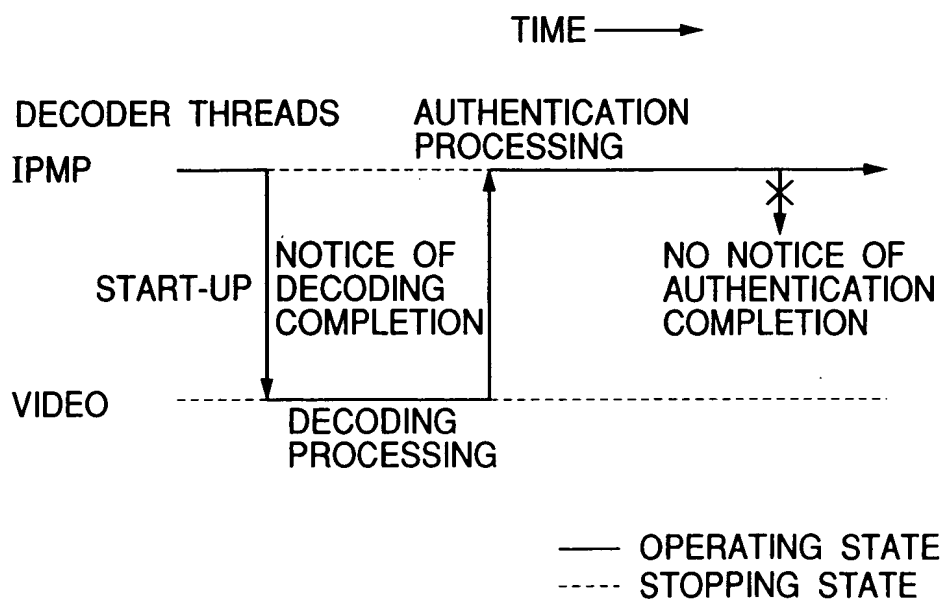 TIME
DECODER THREADS
AUTHENTICATION
PROCESSING
IPMP
START-UP
NOTICE OF
DECODING
COMPLETION
NO NOTICE OF
AUTHENTICATION
COMPLETION
VIDEO
DECODING
PROCESSING
OPERATING STATE
STOPPING STATE